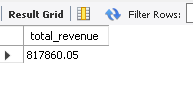 Result Grid
Filter Rows:
total_revenue
817860.05